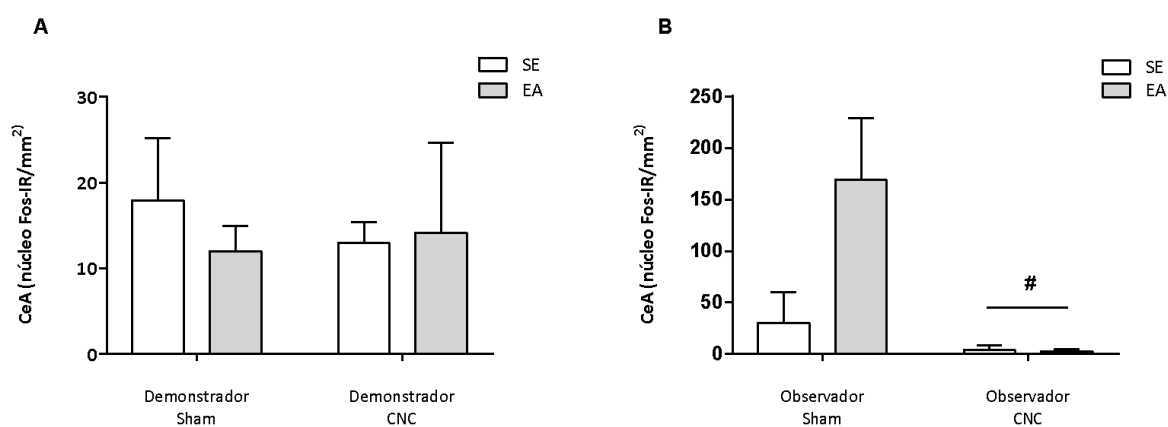 A
SE
EA
CeA (núcleo Fos-IR/mm²⁾
30
20
10
0
Demonstrador
Sham
Demonstrador
CNC
B
SE
EA
CeA (núcleo Fos-IR/mm²⁾
250
200
150
100
50
0
#
Observador
Sham
Observador
CNC